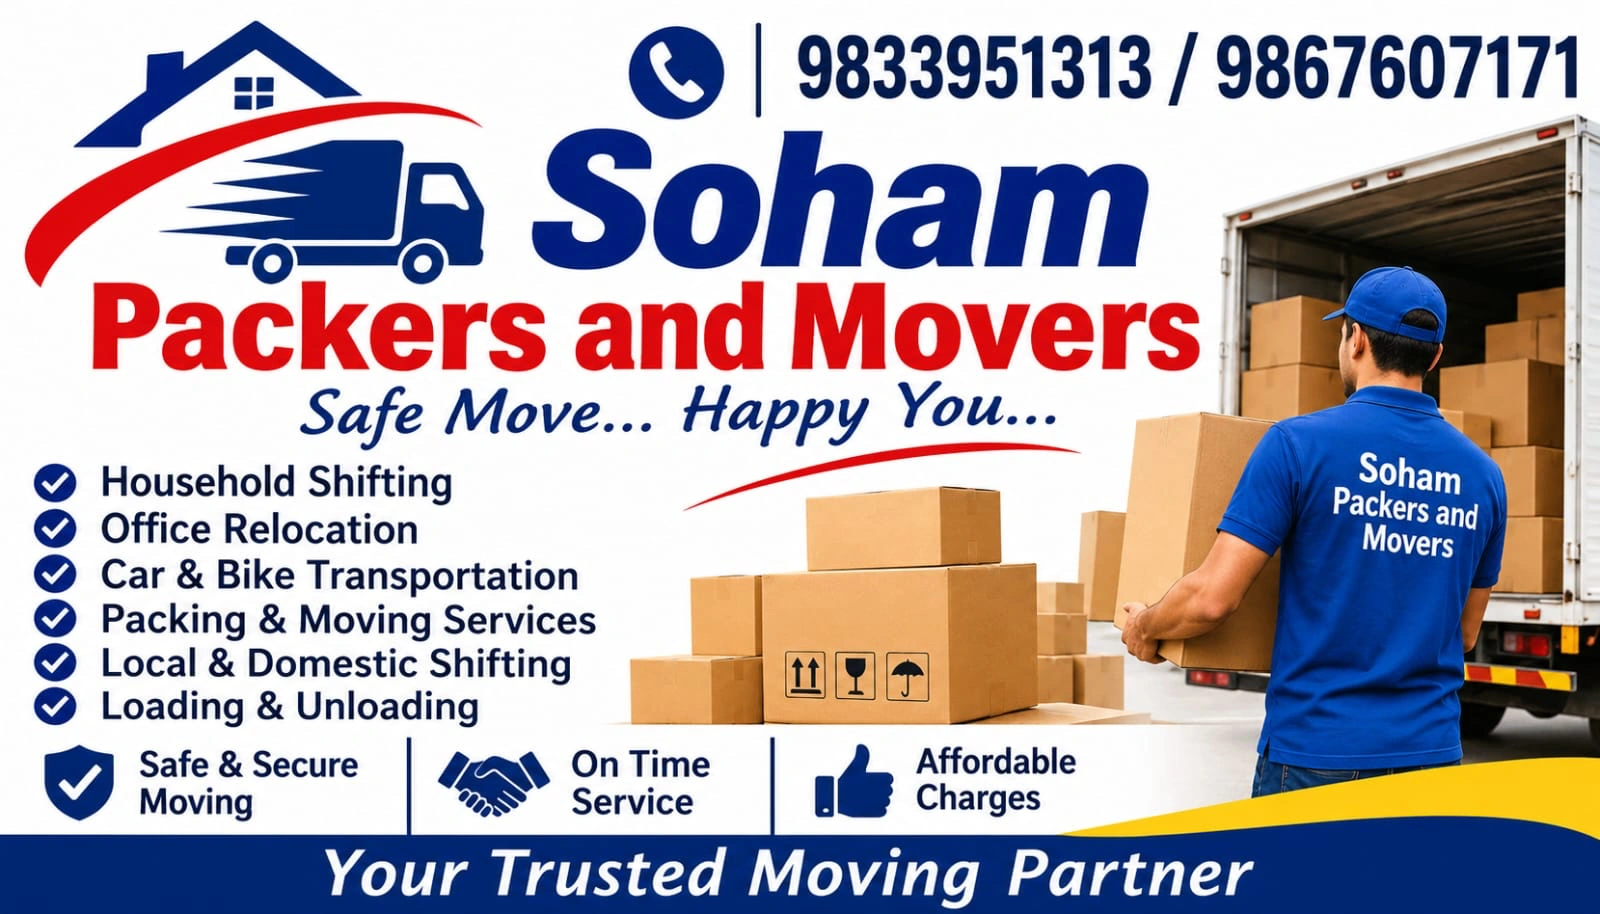 9833951313 / 9867607171
Soham
Packers and Movers
Safe Move... Happy You...
Household Shifting
Office Relocation
Car & Bike Transportation
Packing & Moving Services
Local & Domestic Shifting
Loading & Unloading
Soham
Packers and
Movers
Safe & Secure
Moving
On Time
Service
Affordable
Charges
Your Trusted Moving Partner